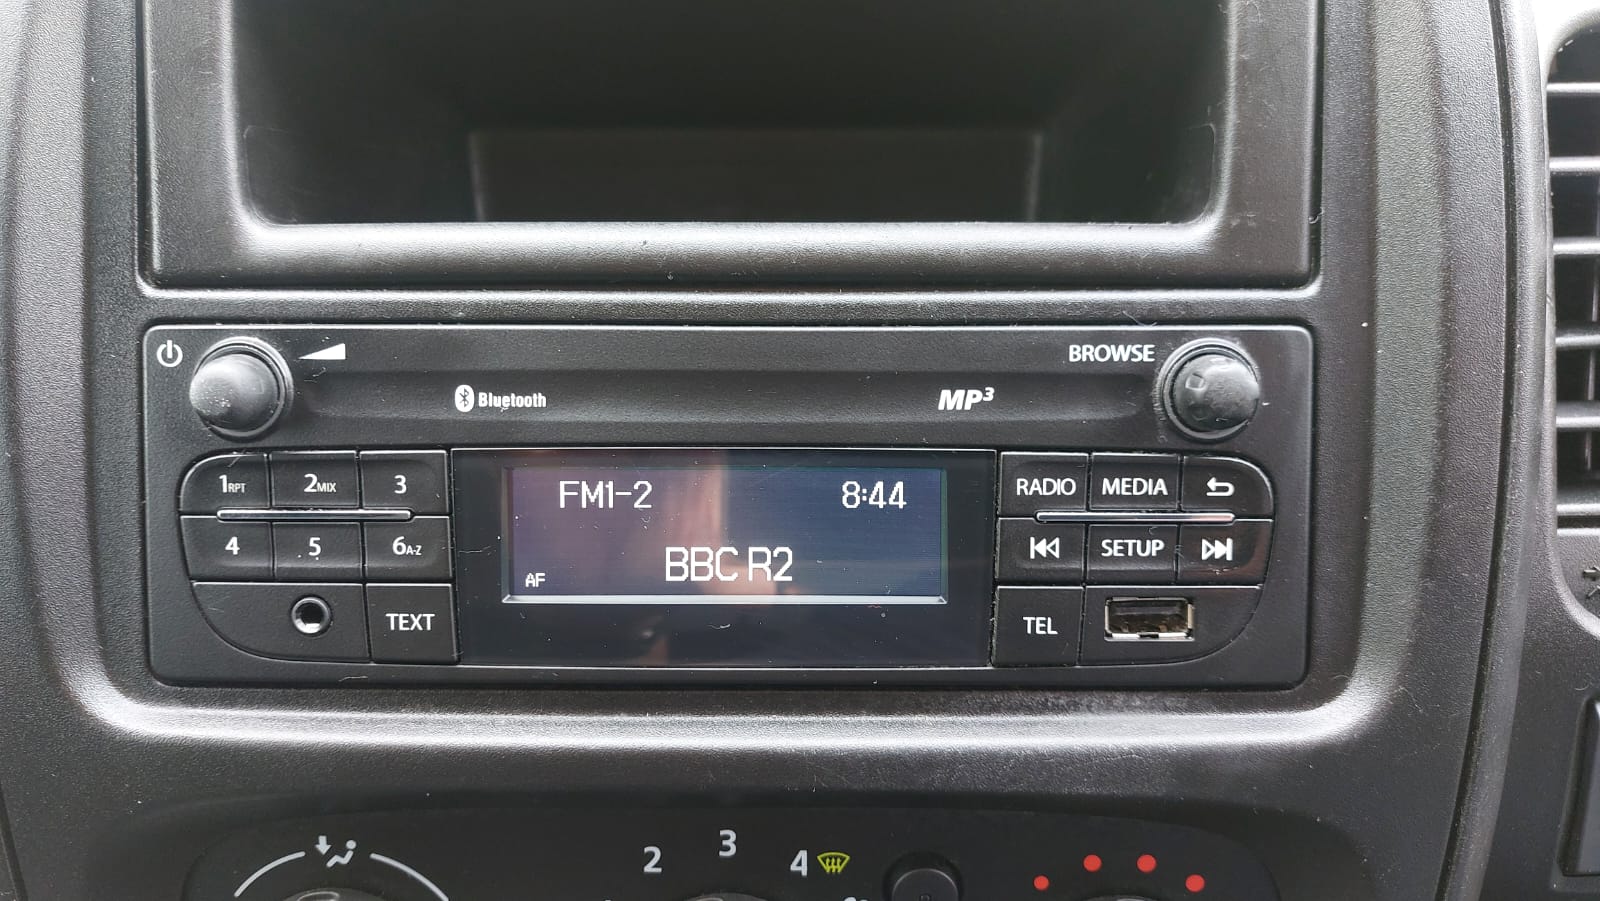 BROWSE
Bluetooth
MP3
1RPT 2MIX 3
FM1-2 8:44
RADIO MEDIA
4 5 6A-Z
BBC R2
AF
SETUP
TEXT
TEL
2 3 4